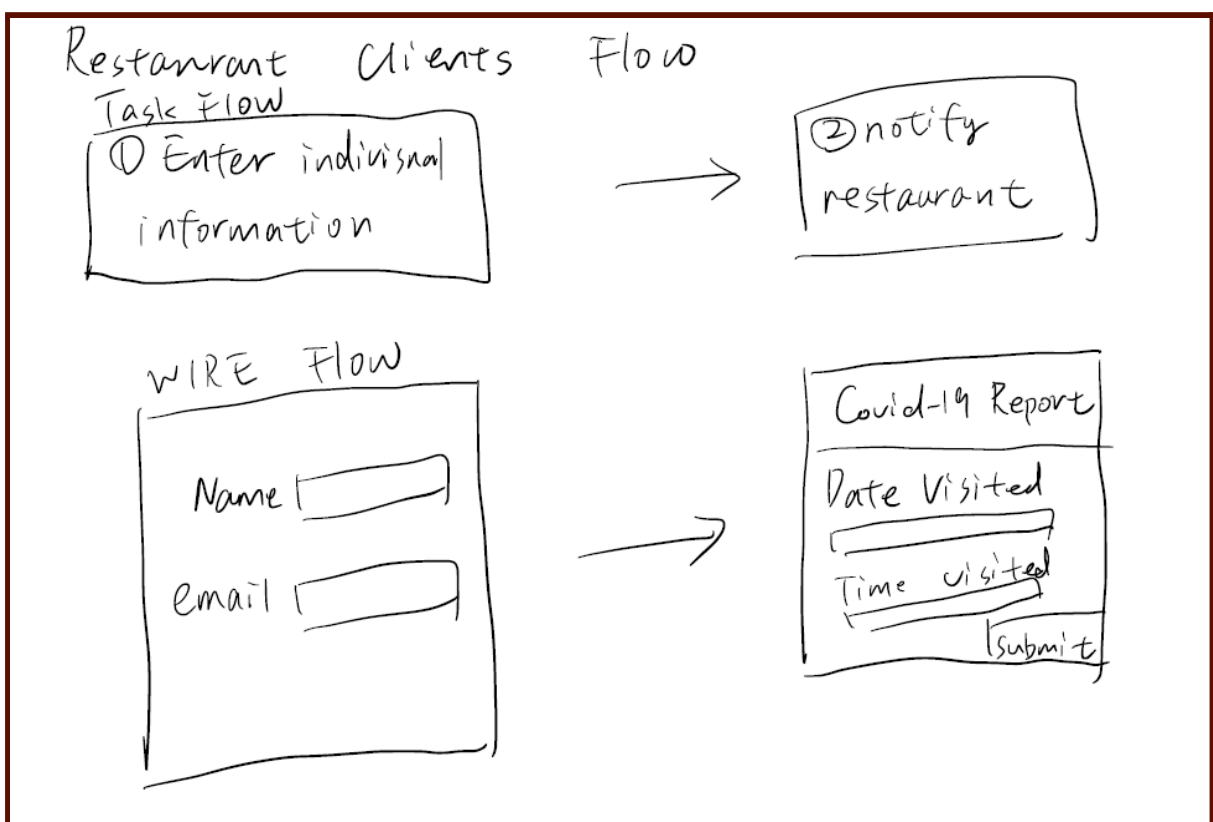 Restaurant Clients Flow
Task Flow
① Enter indivisual
information
② notify
restaurant
WIRE Flow
Name
email
Covid-19 Report
Date Visited
Time visited
submit